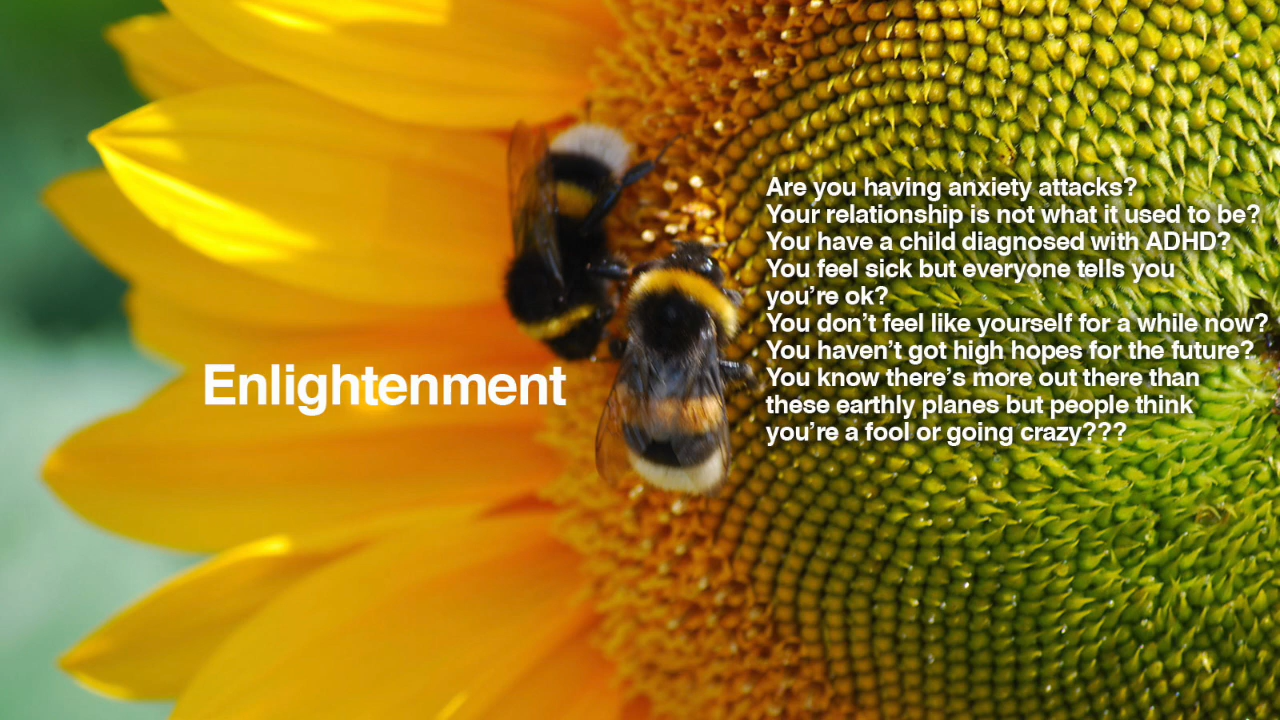 Enlightenment
Are you having anxiety attacks?
Your relationship is not what it used to be?
You have a child diagnosed with ADHD?
You feel sick but everyone tells you
you’re ok?
You don’t feel like yourself for a while now?
You haven’t got high hopes for the future?
You know there’s more out there than
these earthly planes but people think
you’re a fool or going crazy???